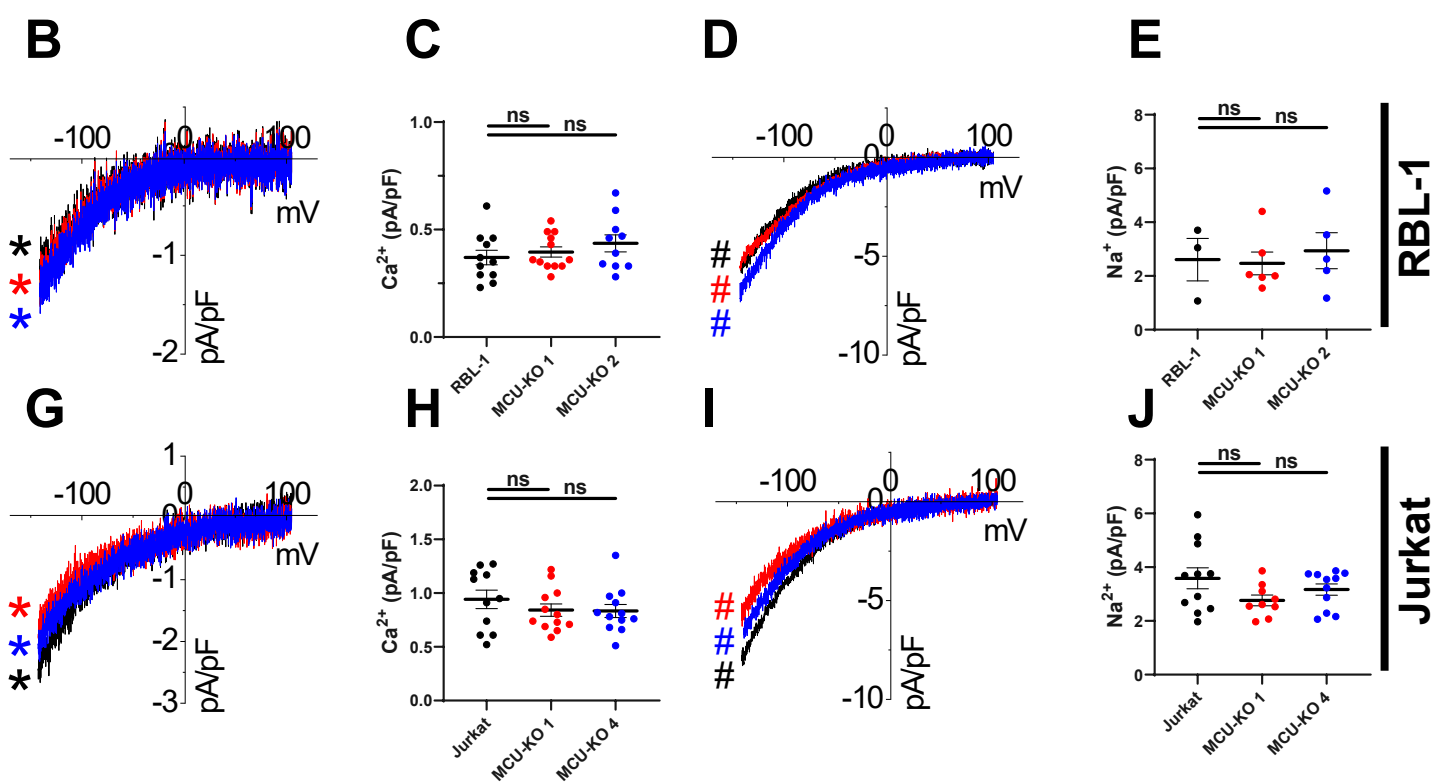 B
C
D
E
-100
0
100
0
mV
-1
-2
pA/pF
*
*
*
ns
ns
1.0
0.5
0.0
Ca²⁺ (pA/pF)
RBL-1
MCU-KO 1
MCU-KO 2
-100
0
100
0
mV
-5
-10
pA/pF
#
#
#
ns
ns
8
6
4
2
0
Na⁺ (pA/pF)
RBL-1
MCU-KO 1
MCU-KO 2
RBL-1
G
H
I
J
1
-100
0
100
0
mV
-1
-2
-3
pA/pF
*
*
*
ns
ns
2.0
1.5
1.0
0.5
0.0
Ca²⁺ (pA/pF)
Jurkat
MCU-KO 1
MCU-KO 4
-100
0
100
0
mV
-5
-10
pA/pF
#
#
#
ns
ns
8
6
4
2
0
Na²⁺ (pA/pF)
Jurkat
MCU-KO 1
MCU-KO 4
Jurkat